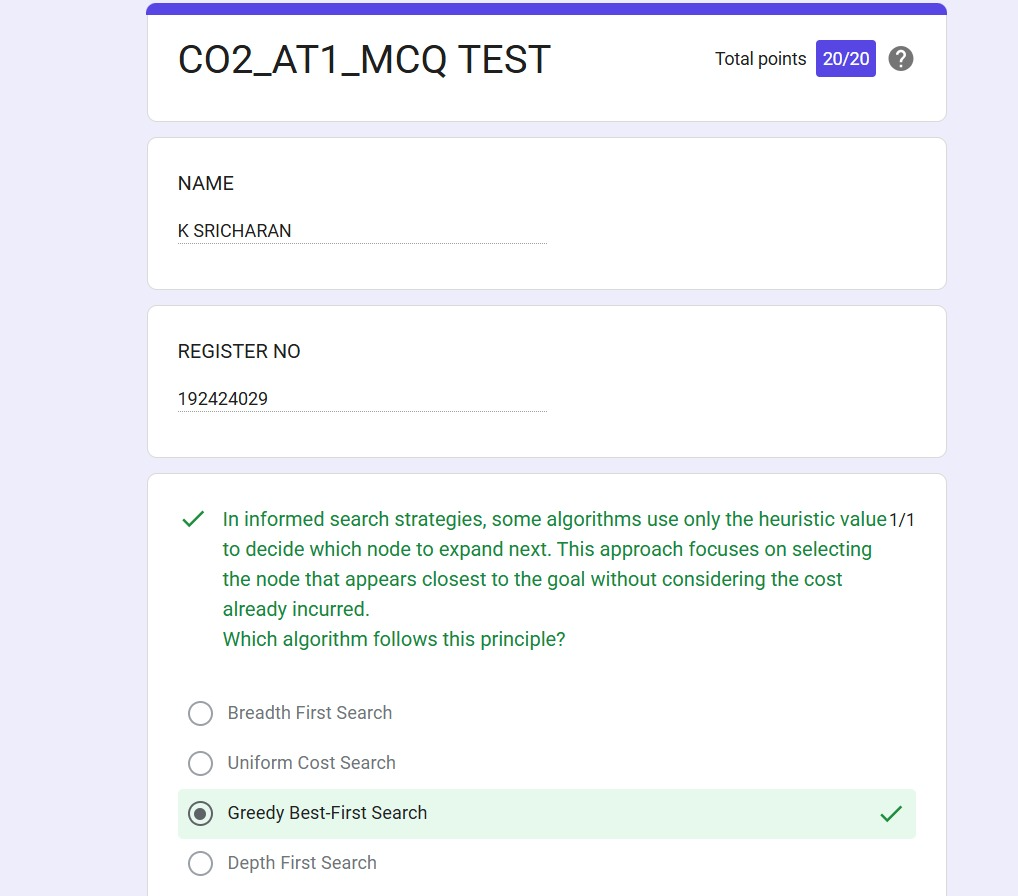 CO2_AT1_MCQ TEST
Total points 20/20 ?
NAME
K SRICHARAN
REGISTER NO
192424029
In informed search strategies, some algorithms use only the heuristic value 1/1
to decide which node to expand next. This approach focuses on selecting
the node that appears closest to the goal without considering the cost
already incurred.
Which algorithm follows this principle?
Breadth First Search
Uniform Cost Search
Greedy Best-First Search
Depth First Search